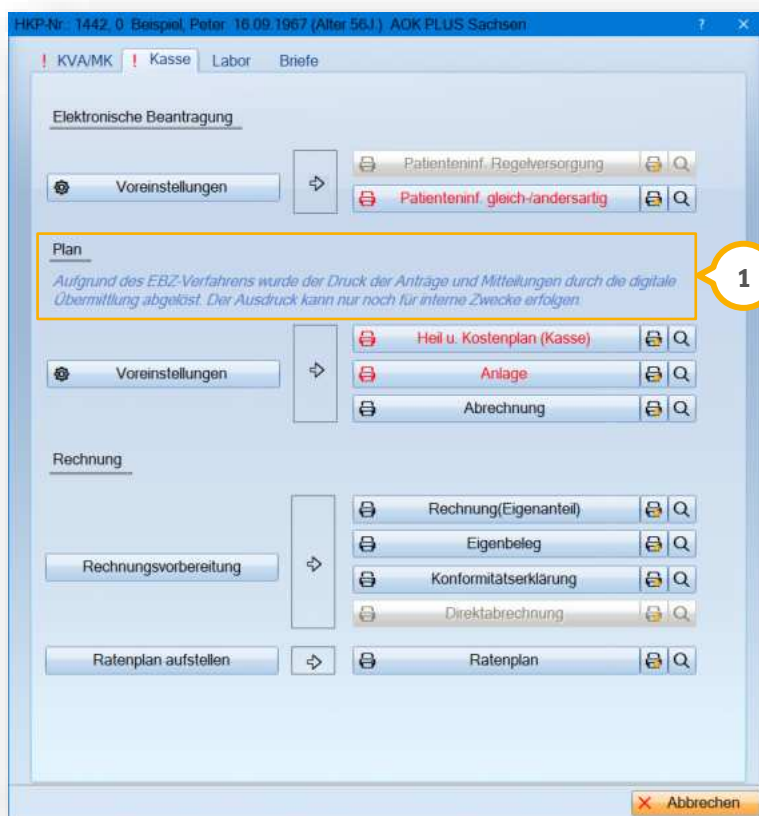 HKP-Nr.: 1442, 0 Beispiel, Peter 16.09.1967 (Alter 56J.) AOK PLUS Sachsen ? ×
! KVA/MK ! Kasse Labor Briefe
Elektronische Beantragung
Patienteninf. Regelversorgung
Voreinstellungen
Patienteninf. gleich-/andersartig
Plan
Aufgrund des EBZ-Verfahrens wurde der Druck der Anträge und Mitteilungen durch die digitale
Übermittlung abgelöst. Der Ausdruck kann nur noch für interne Zwecke erfolgen.
1
Heil u. Kostenplan (Kasse)
Voreinstellungen
Anlage
Abrechnung
Rechnung
Rechnung(Eigenanteil)
Eigenbeleg
Rechnungsvorbereitung
Konformitätserklärung
Direktabrechnung
Ratenplan aufstellen
Ratenplan
Abbrechen